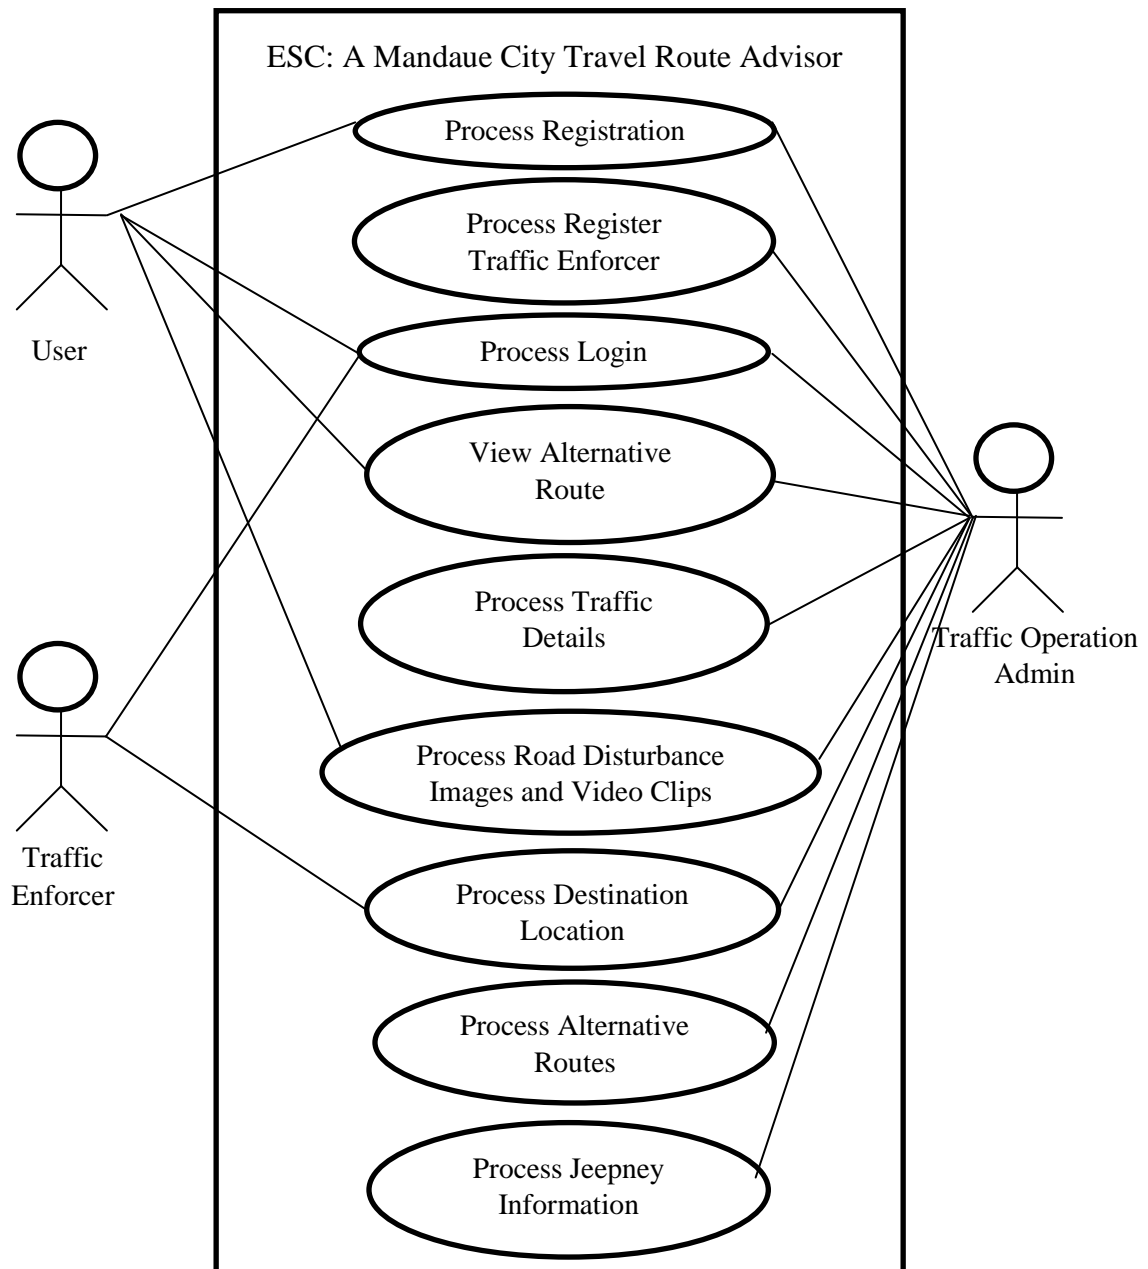 ESC: A Mandaue City Travel Route Advisor
Process Registration
Process Register
Traffic Enforcer
User
Process Login
View Alternative
Route
Process Traffic
Details
Traffic Operation
Admin
Process Road Disturbance
Images and Video Clips
Traffic
Enforcer
Process Destination
Location
Process Alternative
Routes
Process Jeepney
Information